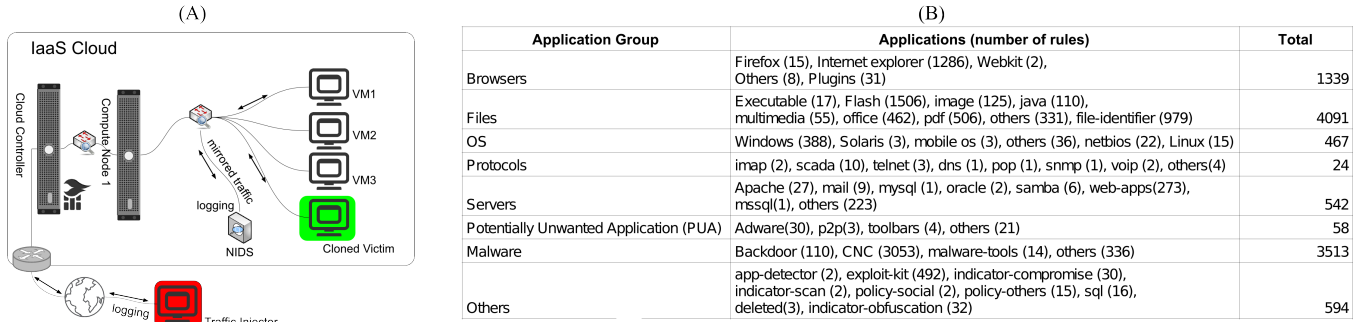 (A)
IaaS Cloud
Cloud Controller
Compute Node 1
VM1
VM2
VM3
mirrored traffic
logging
NIDS
Cloned Victim
logging
Traffic Injector
(B)
Application Group Applications (number of rules) Total
Firefox (15), Internet explorer (1286), Webkit (2),
Browsers Others (8), Plugins (31) 1339
Executable (17), Flash (1506), image (125), java (110),
Files multimedia (55), office (462), pdf (506), others (331), file-identifier (979) 4091
OS Windows (388), Solaris (3), mobile os (3), others (36), netbios (22), Linux (15) 467
Protocols imap (2), scada (10), telnet (3), dns (1), pop (1), snmp (1), voip (2), others(4) 24
Apache (27), mail (9), mysql (1), oracle (2), samba (6), web-apps(273),
Servers mssql(1), others (223) 542
Potentially Unwanted Application (PUA) Adware(30), p2p(3), toolbars (4), others (21) 58
Malware Backdoor (110), CNC (3053), malware-tools (14), others (336) 3513
app-detector (2), exploit-kit (492), indicator-compromise (30),
indicator-scan (2), policy-social (2), policy-others (15), sql (16),
Others deleted(3), indicator-obfuscation (32) 594